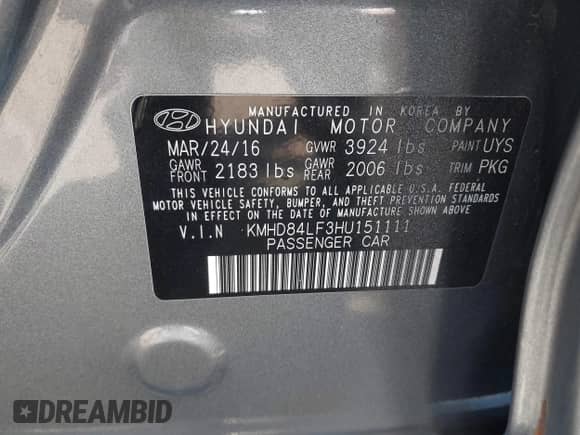 MANUFACTURED IN KOREA BY
HYUNDAI MOTOR COMPANY
MAR/24/16 GVWR 3924 lbs PAINT UYS
GAWR FRONT 2183 lbs GAWR REAR 2006 lbs TRIM PKG
THIS VEHICLE CONFORMS TO ALL APPLICABLE U.S.A. FEDERAL
MOTOR VEHICLE SAFETY, BUMPER, AND THEFT PREVENTION STANDARDS
IN EFFECT ON THE DATE OF MANUFACTURE SHOWN ABOVE
V.I.N KMHD84LF3HU151111
PASSENGER CAR
DREAMBID